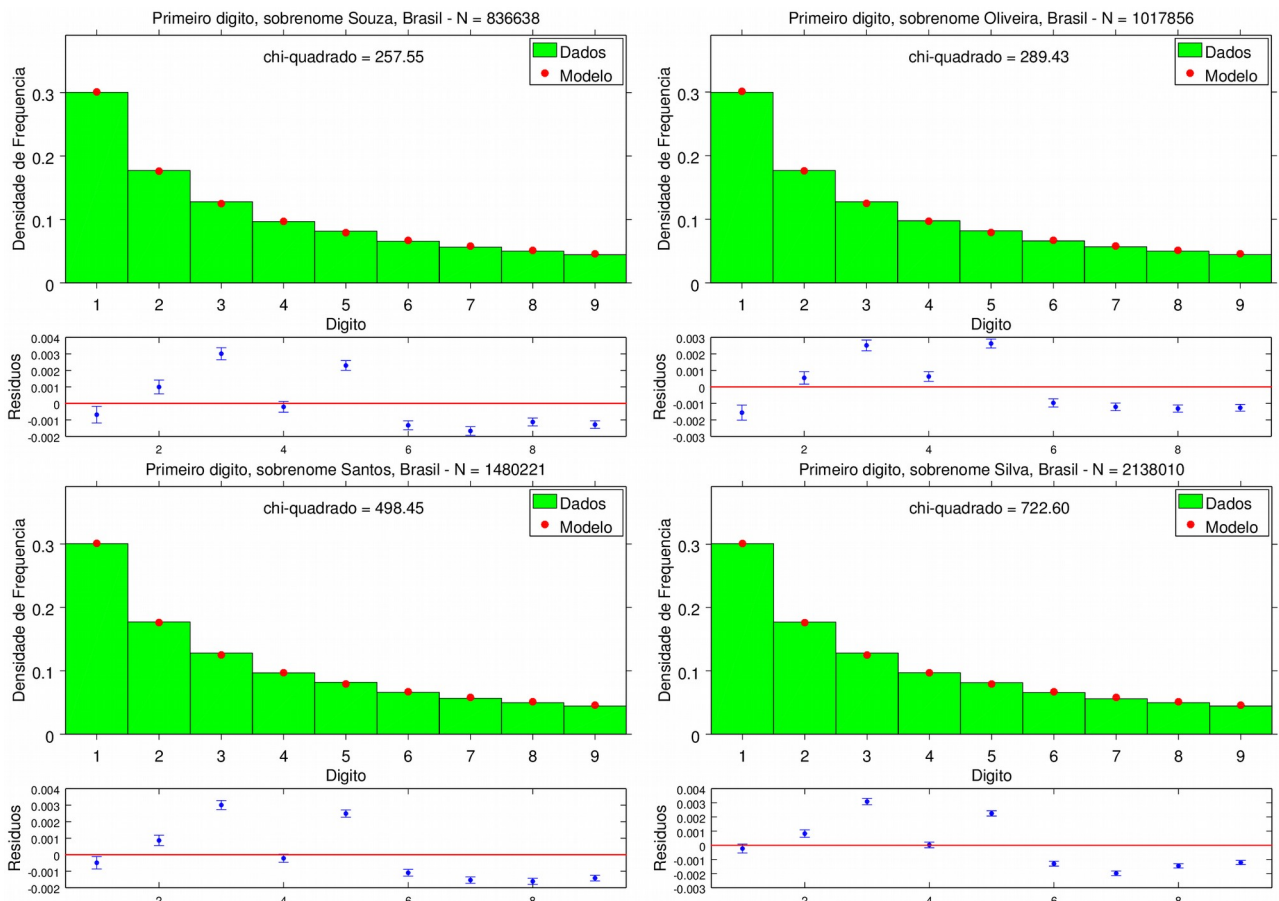 Primeiro digito, sobrenome Souza, Brasil - N = 836638
chi-quadrado = 257.55
Dados
Modelo
Densidade de Frequencia
0.3
0.2
0.1
0
1 2 3 4 5 6 7 8 9
Digito
Residuos
0.004
0.003
0.002
0.001
0
-0.001
-0.002
2 4 6 8
Primeiro digito, sobrenome Oliveira, Brasil - N = 1017856
chi-quadrado = 289.43
Dados
Modelo
Densidade de Frequencia
0.3
0.2
0.1
0
1 2 3 4 5 6 7 8 9
Digito
Residuos
0.003
0.002
0.001
0
-0.001
-0.002
-0.003
2 4 6 8
Primeiro digito, sobrenome Santos, Brasil - N = 1480221
chi-quadrado = 498.45
Dados
Modelo
Densidade de Frequencia
0.3
0.2
0.1
0
1 2 3 4 5 6 7 8 9
Digito
Residuos
0.004
0.003
0.002
0.001
0
-0.001
-0.002
Primeiro digito, sobrenome Silva, Brasil - N = 2138010
chi-quadrado = 722.60
Dados
Modelo
Densidade de Frequencia
0.3
0.2
0.1
0
1 2 3 4 5 6 7 8 9
Digito
Residuos
0.004
0.003
0.002
0.001
0
-0.001
-0.002
-0.003